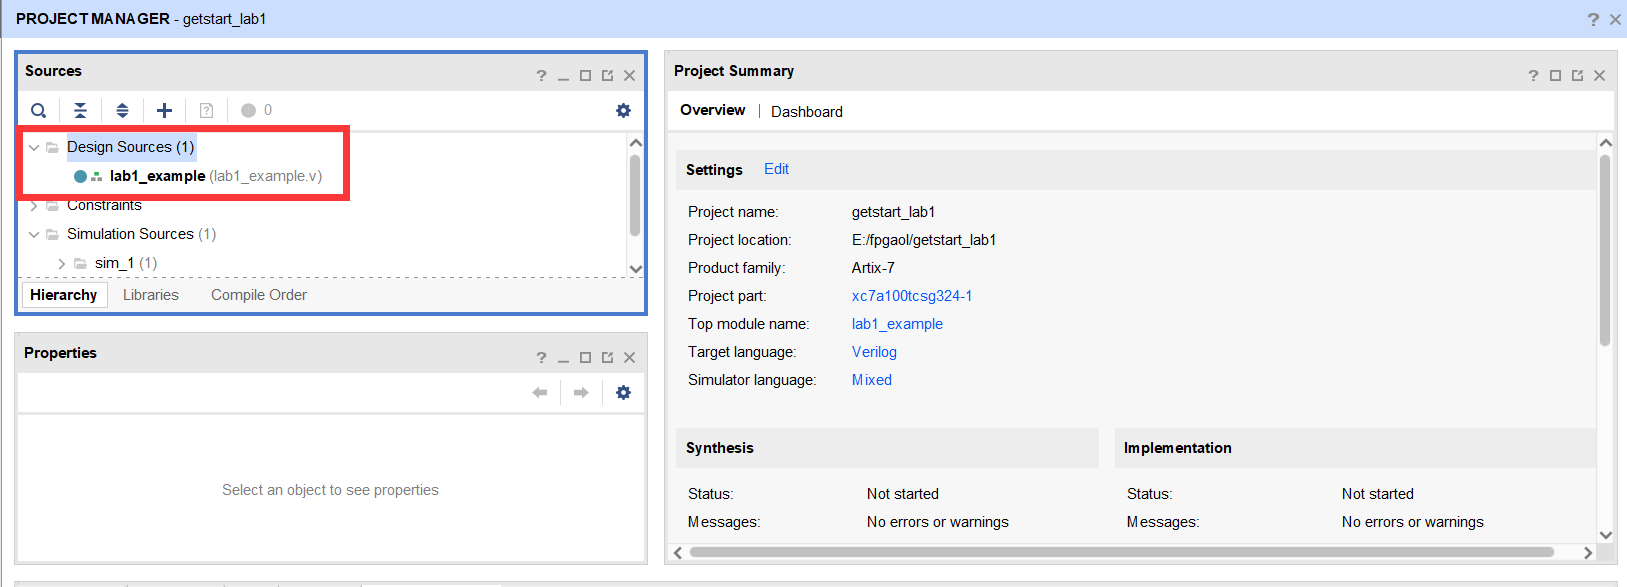 PROJECT MANAGER - getstart_lab1
Sources
0
Design Sources (1)
lab1_example (lab1_example.v)
Constraints
Simulation Sources (1)
sim_1 (1)
Hierarchy Libraries Compile Order
Properties
Select an object to see properties
Project Summary
Overview | Dashboard
Settings Edit
Project name: getstart_lab1
Project location: E:/fpgaol/getstart_lab1
Product family: Artix-7
Project part: xc7a100tcsg324-1
Top module name: lab1_example
Target language: Verilog
Simulator language: Mixed
Synthesis
Status: Not started
Messages: No errors or warnings
Implementation
Status: Not started
Messages: No errors or warnings